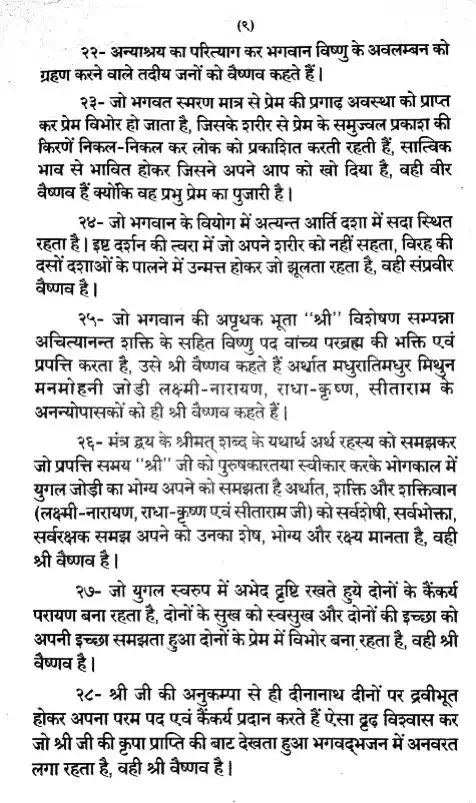 (९)
२२- अन्याश्रय का परित्याग कर भगवान विष्णु के अवलम्बन को
ग्रहण करने वाले तदीय जनों को वैष्णव कहते हैं।
२३- जो भगवत स्मरण मात्र से प्रेम की प्रगाढ़ अवस्था को प्राप्त
कर प्रेम विभोर हो जाता है, जिसके शरीर से प्रेम के समुज्वल प्रकाश की
किरणें निकल-निकल कर लोक को प्रकाशित करती रहती हैं, सात्विक
भाव से भावित होकर जिसने अपने आप को खो दिया है, वही वीर
वैष्णव हैं क्योंकि वह प्रभु प्रेम का पुजारी है।
२४- जो भगवान के वियोग में अत्यन्त आर्ति दशा में सदा स्थित
रहता है। इष्ट दर्शन की त्वरा में जो अपने शरीर को नहीं सहता, विरह की
दसों दशाओं के पालने में उन्मत्त होकर जो झूलता रहता है, वही संप्रवीर
वैष्णव है।
२५- जो भगवान की अपृथक भूता "श्री" विशेषण सम्पन्ना
अचित्यानन्त शक्ति के सहित विष्णु पद वांच्य परब्रह्म की भक्ति एवं
प्रपत्ति करता है, उसे श्री वैष्णव कहते हैं अर्थात मधुरातिमधुर मिथुन
मनमोहनी जोड़ी लक्ष्मी-नारायण, राधा-कृष्ण, सीताराम के
अनन्योपासकों को ही श्री वैष्णव कहते हैं।
२६- मंत्र द्वय के श्रीमत् शब्द के यथार्थ अर्थ रहस्य को समझकर
जो प्रपत्ति समय "श्री" जी को पुरुषकारतया स्वीकार करके भोगकाल में
युगल जोड़ी का भोग्य अपने को समझता है अर्थात, शक्ति और शक्तिवान
(लक्ष्मी-नारायण, राधा-कृष्ण एवं सीताराम जी) को सर्वशेषी, सर्वभोक्ता,
सर्वरक्षक समझ अपने को उनका शेष, भोग्य और रक्ष्य मानता है, वही
श्री वैष्णव है।
२७- जो युगल स्वरुप में अभेद दृष्टि रखते हुये दोनों के कैंकर्य
परायण बना रहता है, दोनों के सुख को स्वसुख और दोनों की इच्छा को
अपनी इच्छा समझता हुआ दोनों के प्रेम में विभोर बना रहता है, वही श्री
वैष्णव है।
२८- श्री जी की अनुकम्पा से ही दीनानाथ दीनों पर द्रवीभूत
होकर अपना परम पद एवं कैंकर्य प्रदान करते हैं ऐसा दृढ़ विश्वास कर
जो श्री जी की कृपा प्राप्ति की बाट देखता हुआ भगवद्भजन में अनवरत
लगा रहता है, वही श्री वैष्णव है।